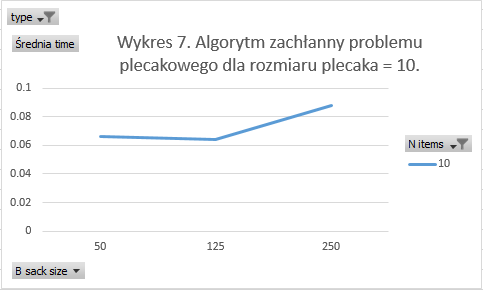 type
Średnia time
Wykres 7. Algorytm zachłanny problemu
plecakowego dla rozmiaru plecaka = 10.
0.1
0.08
0.06
0.04
0.02
0
50
125
250
N items
10
B sack size